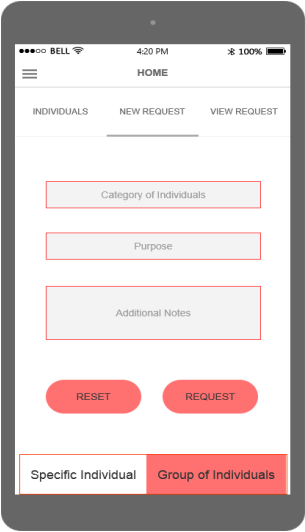 BELL 4:20 PM 100%
HOME
INDIVIDUALS NEW REQUEST VIEW REQUEST
Category of Individuals
Purpose
Additional Notes
RESET REQUEST
Specific Individual Group of Individuals